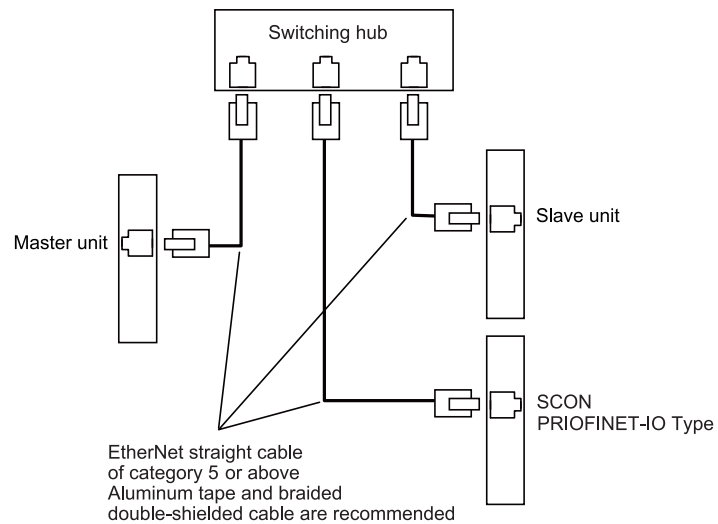 Switching hub
Master unit
Slave unit
SCON
PRIOFINET-IO Type
EtherNet straight cable
of category 5 or above
Aluminum tape and braided
double-shielded cable are recommended